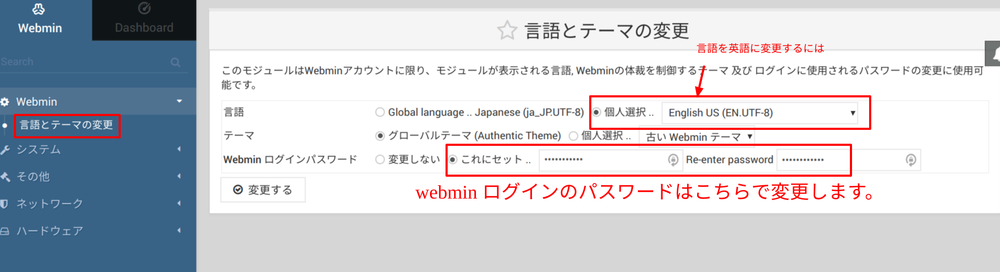 Webmin
Dashboard
Search
Webmin
言語とテーマの変更
システム
その他
ネットワーク
ハードウェア
言語とテーマの変更
言語を英語に変更するには
このモジュールはWebminアカウントに限り、モジュールが表示される言語, Webminの体裁を制御するテーマ 及び ログインに使用されるパスワードの変更に使用可
能です。
言語 Global language .. Japanese (ja_JP.UTF-8) 個人選択 .. English US (EN.UTF-8)
テーマ グローバルテーマ (Authentic Theme) 個人選択 .. 古い Webmin テーマ
Webmin ログインパスワード 変更しない これにセット .. ••••••••••• Re-enter password ••••••••••••
変更する
webmin ログインのパスワードはこちらで変更します。